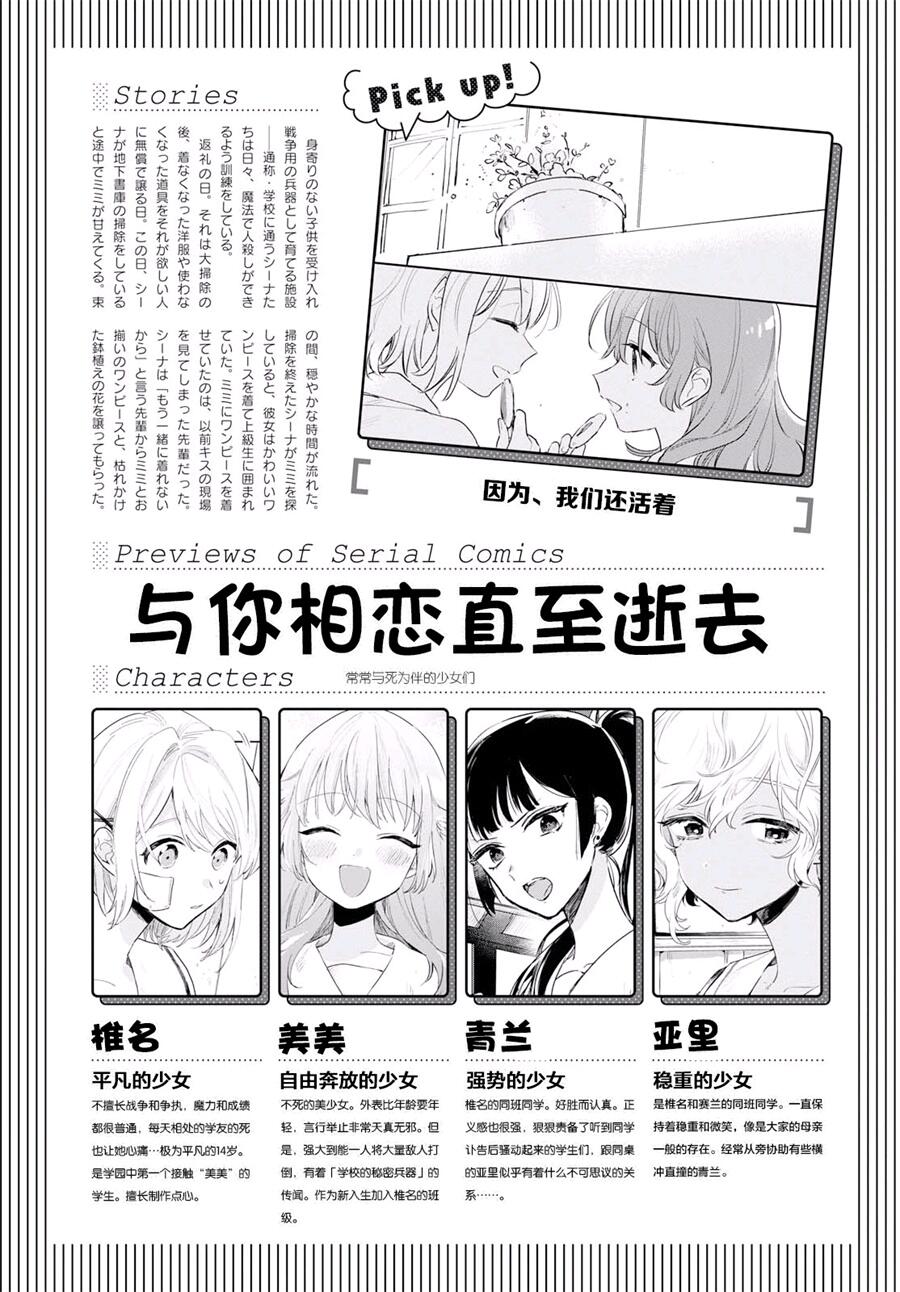 Stories
Pick up!
　身寄りのない子供を受け入れ
戦争用の兵器として育てる施設
――通称・学校に通うシーナた
ちは日々、魔法で人殺しができ
るよう訓練をしている。
　返礼の日。それは大掃除の
後、着なくなった洋服や使わな
くなった道具をそれが欲しい人
に無償で譲る日。この日、シー
ナが地下書庫の掃除をしている
と途中でミミが甘えてくる。束
の間、穏やかな時間が流れた。
掃除を終えたシーナがミミを探
していると、彼女はかわいいワ
ンピースを着て上級生に囲まれ
ていた。ミミにワンピースを着
せていたのは、以前キスの現場
を見てしまった先輩だった。
シーナは「もう一緒に着れない
から」と言う先輩からミミとお
揃いのワンピースと、枯れかけ
た鉢植えの花を譲ってもらった。
因为、我们还活着
Previews of Serial Comics
与你相恋直至逝去
Characters
常常与死为伴的少女们
椎名
平凡的少女
不擅长战争和争执，魔力和成绩
都很普通，每天相处的学友的死
也让她心痛…极为平凡的14岁。
是学园中第一个接触“美美”的
学生。擅长制作点心。
美美
自由奔放的少女
不死的美少女。外表比年龄要年
轻，言行举止非常天真无邪。但
是，强大到能一人将大量敌人打
倒，有着「学校的秘密兵器」的
传闻。作为新入生加入椎名的班
级。
青兰
强势的少女
椎名的同班同学。好胜而认真。正
义感也很强，狠狠责备了听到同学
讣告后骚动起来的学生们，跟同桌
的亚里似乎有着什么不可思议的关
系……。
亚里
稳重的少女
是椎名和赛兰的同班同学。一直保
持着稳重和微笑，像是大家的母亲
一般的存在。经常从旁协助有些横
冲直撞的青兰。